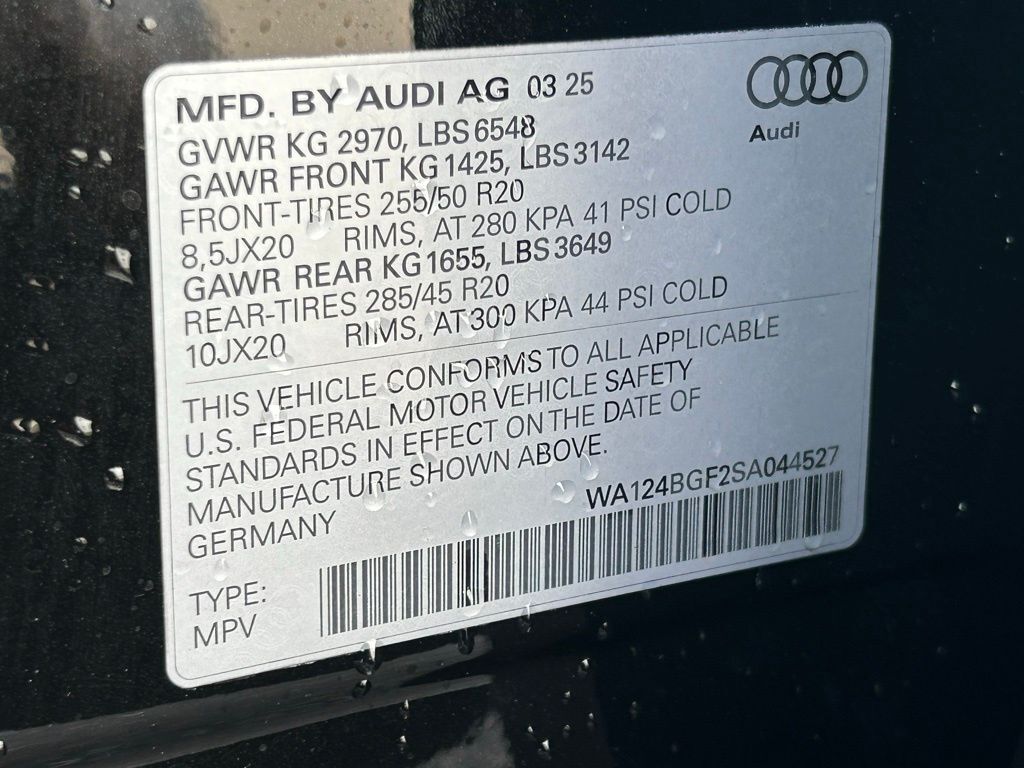 MFD. BY AUDI AG 03 25
Audi
GVWR KG 2970, LBS 6548
GAWR FRONT KG 1425, LBS 3142
FRONT-TIRES 255/50 R20
8,5JX20 RIMS, AT 280 KPA 41 PSI COLD
GAWR REAR KG 1655, LBS 3649
REAR-TIRES 285/45 R20
10JX20 RIMS, AT 300 KPA 44 PSI COLD
THIS VEHICLE CONFORMS TO ALL APPLICABLE
U.S. FEDERAL MOTOR VEHICLE SAFETY
STANDARDS IN EFFECT ON THE DATE OF
MANUFACTURE SHOWN ABOVE.
WA124BGF2SA044527
GERMANY
TYPE:
MPV